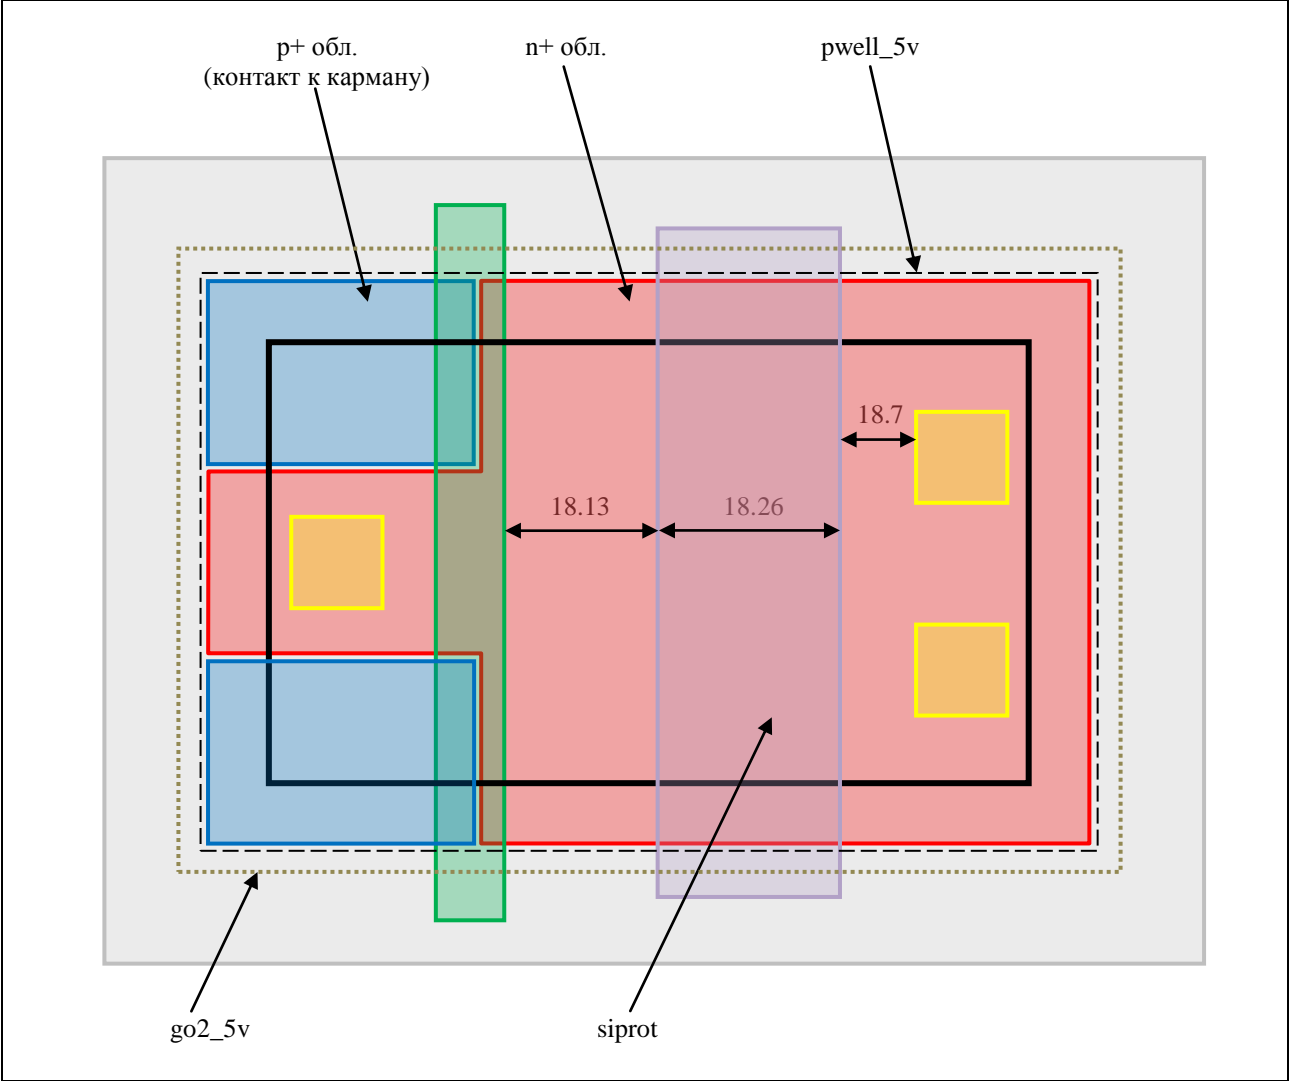 p+ обл.
(контакт к карману)
n+ обл.
pwell_5v
18.7
18.13
18.26
go2_5v
siprot